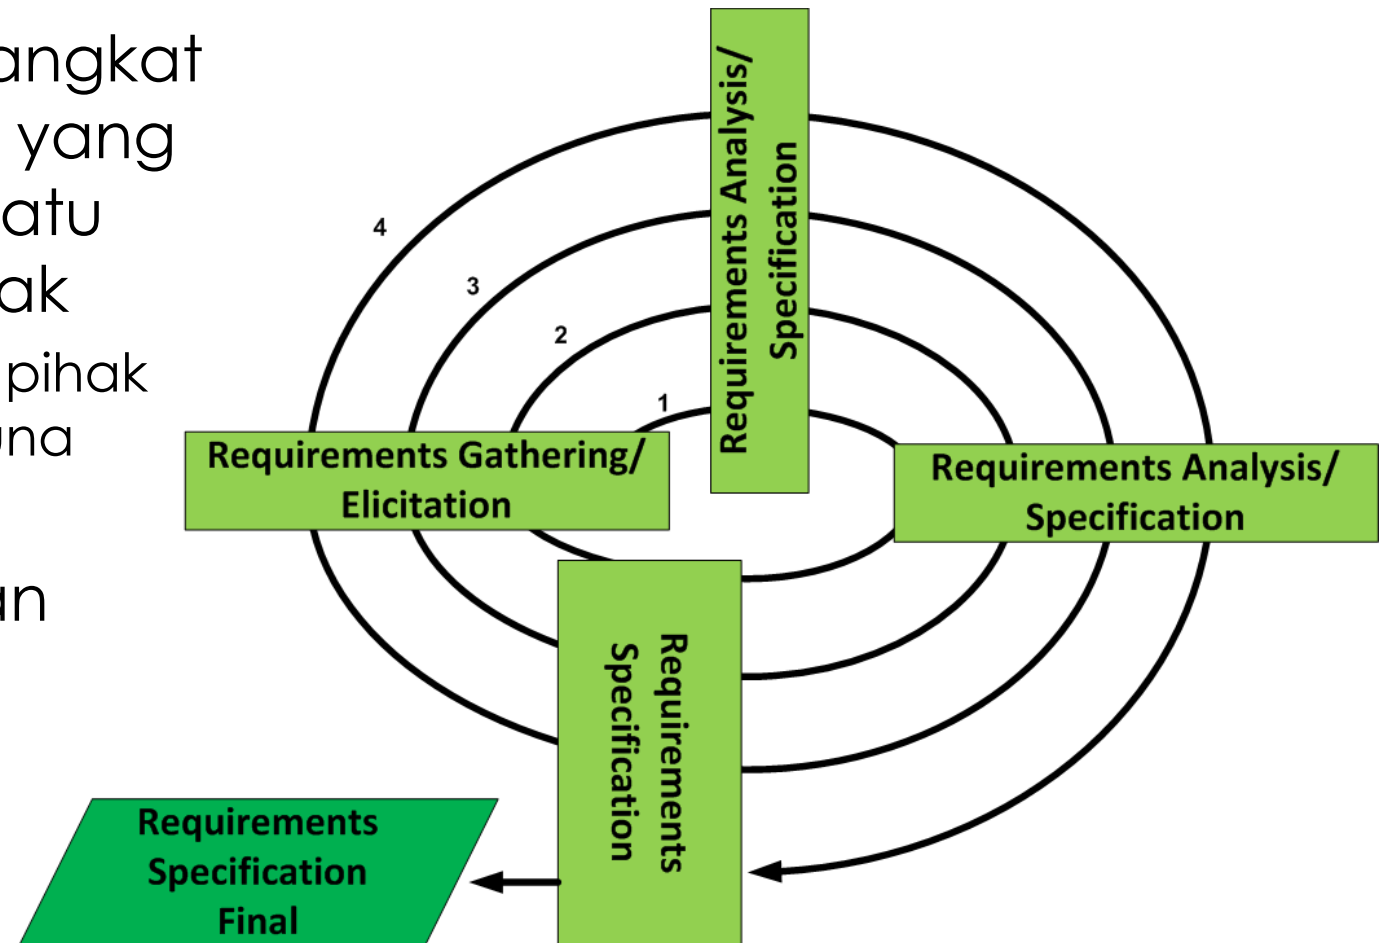 angkat
yang
atu
ak
pihak
una
an
4
3
2
1
Requirements Analysis/
Specification
Requirements Gathering/
Elicitation
Requirements Analysis/
Specification
Requirements
Specification
Requirements
Specification
Final